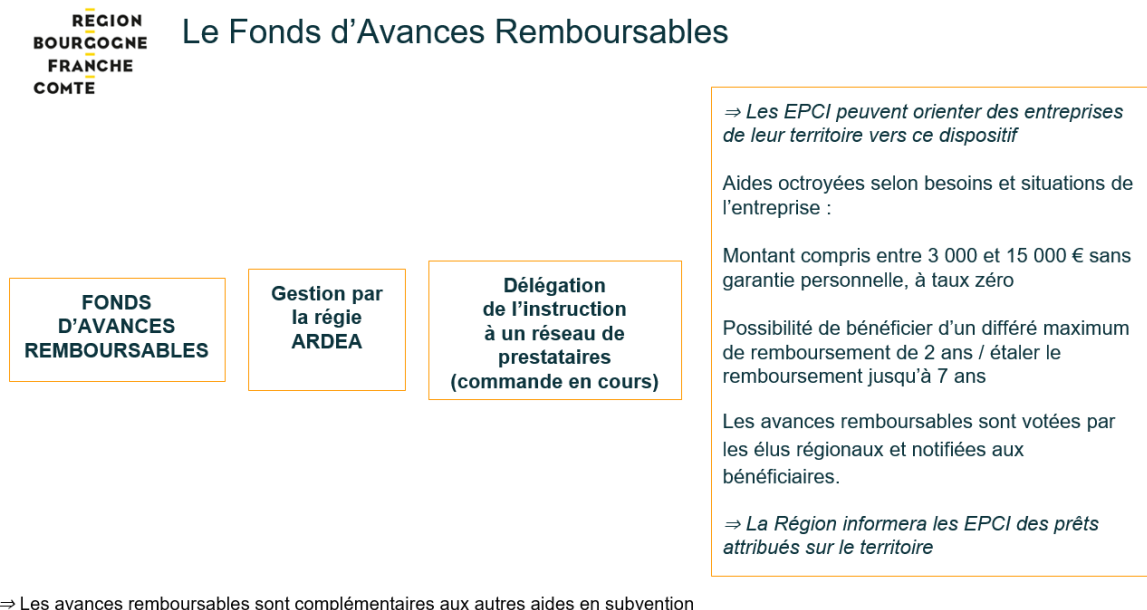 REGION
BOURGOGNE
FRANCHE
COMTE
Le Fonds d’Avances Remboursables
FONDS
D’AVANCES
REMBOURSABLES
Gestion par
la régie
ARDEA
Délégation
de l’instruction
à un réseau de
prestataires
(commande en cours)
⇒ Les EPCI peuvent orienter des entreprises
de leur territoire vers ce dispositif
Aides octroyées selon besoins et situations de
l’entreprise :
Montant compris entre 3 000 et 15 000 € sans
garantie personnelle, à taux zéro
Possibilité de bénéficier d’un différé maximum
de remboursement de 2 ans / étaler le
remboursement jusqu’à 7 ans
Les avances remboursables sont votées par
les élus régionaux et notifiées aux
bénéficiaires.
⇒ La Région informera les EPCI des prêts
attribués sur le territoire
⇒ Les avances remboursables sont complémentaires aux autres aides en subvention